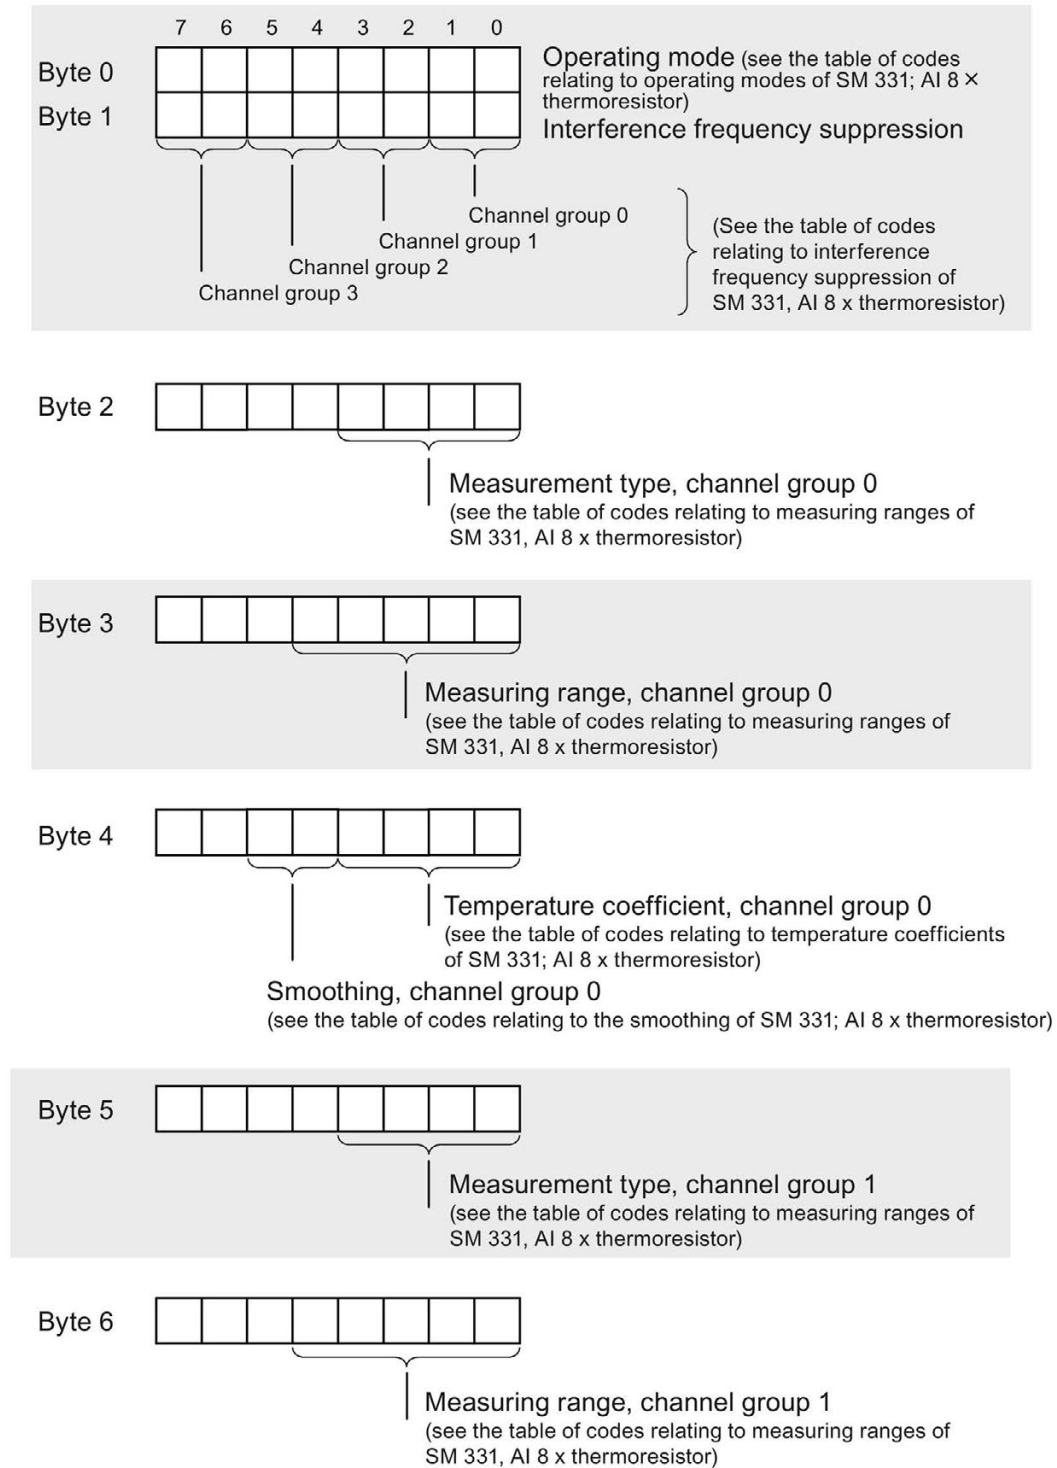 7 6 5 4 3 2 1 0
Byte 0
Operating mode (see the table of codes
relating to operating modes of SM 331; AI 8 ×
thermoresistor)
Byte 1
Interference frequency suppression
Channel group 0
Channel group 1
Channel group 2
Channel group 3
(See the table of codes
relating to interference
frequency suppression of
SM 331, AI 8 x thermoresistor)
Byte 2
Measurement type, channel group 0
(see the table of codes relating to measuring ranges of
SM 331, AI 8 x thermoresistor)
Byte 3
Measuring range, channel group 0
(see the table of codes relating to measuring ranges of
SM 331, AI 8 x thermoresistor)
Byte 4
Temperature coefficient, channel group 0
(see the table of codes relating to temperature coefficients
of SM 331; AI 8 x thermoresistor)
Smoothing, channel group 0
(see the table of codes relating to the smoothing of SM 331; AI 8 x thermoresistor)
Byte 5
Measurement type, channel group 1
(see the table of codes relating to measuring ranges of
SM 331, AI 8 x thermoresistor)
Byte 6
Measuring range, channel group 1
(see the table of codes relating to measuring ranges of
SM 331, AI 8 x thermoresistor)